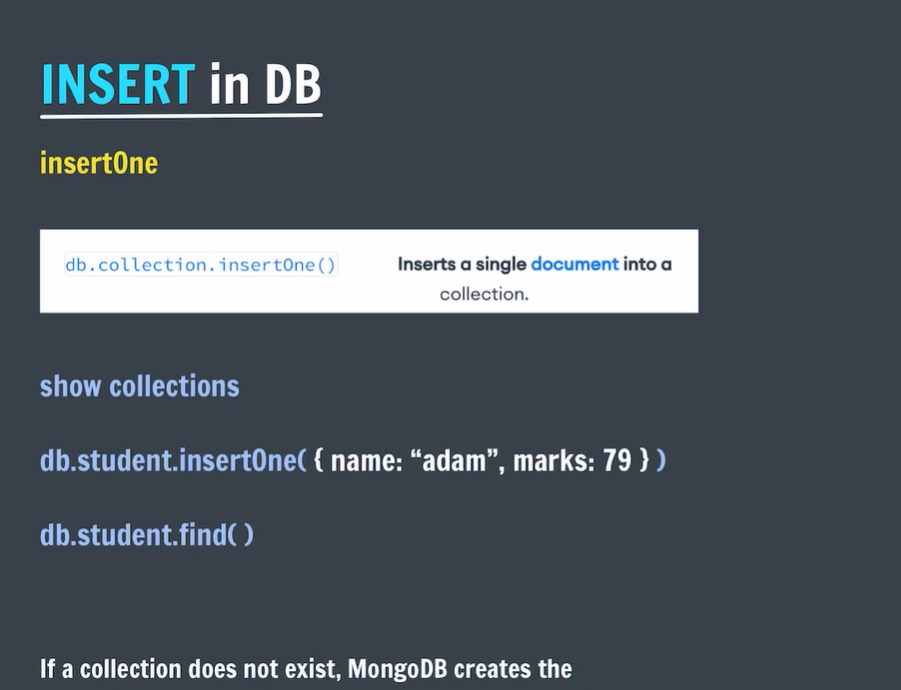 INSERT in DB
insertOne
db.collection.insertOne() Inserts a single document into a
collection.
show collections
db.student.insertOne( { name: “adam”, marks: 79 } )
db.student.find( )
If a collection does not exist, MongoDB creates the